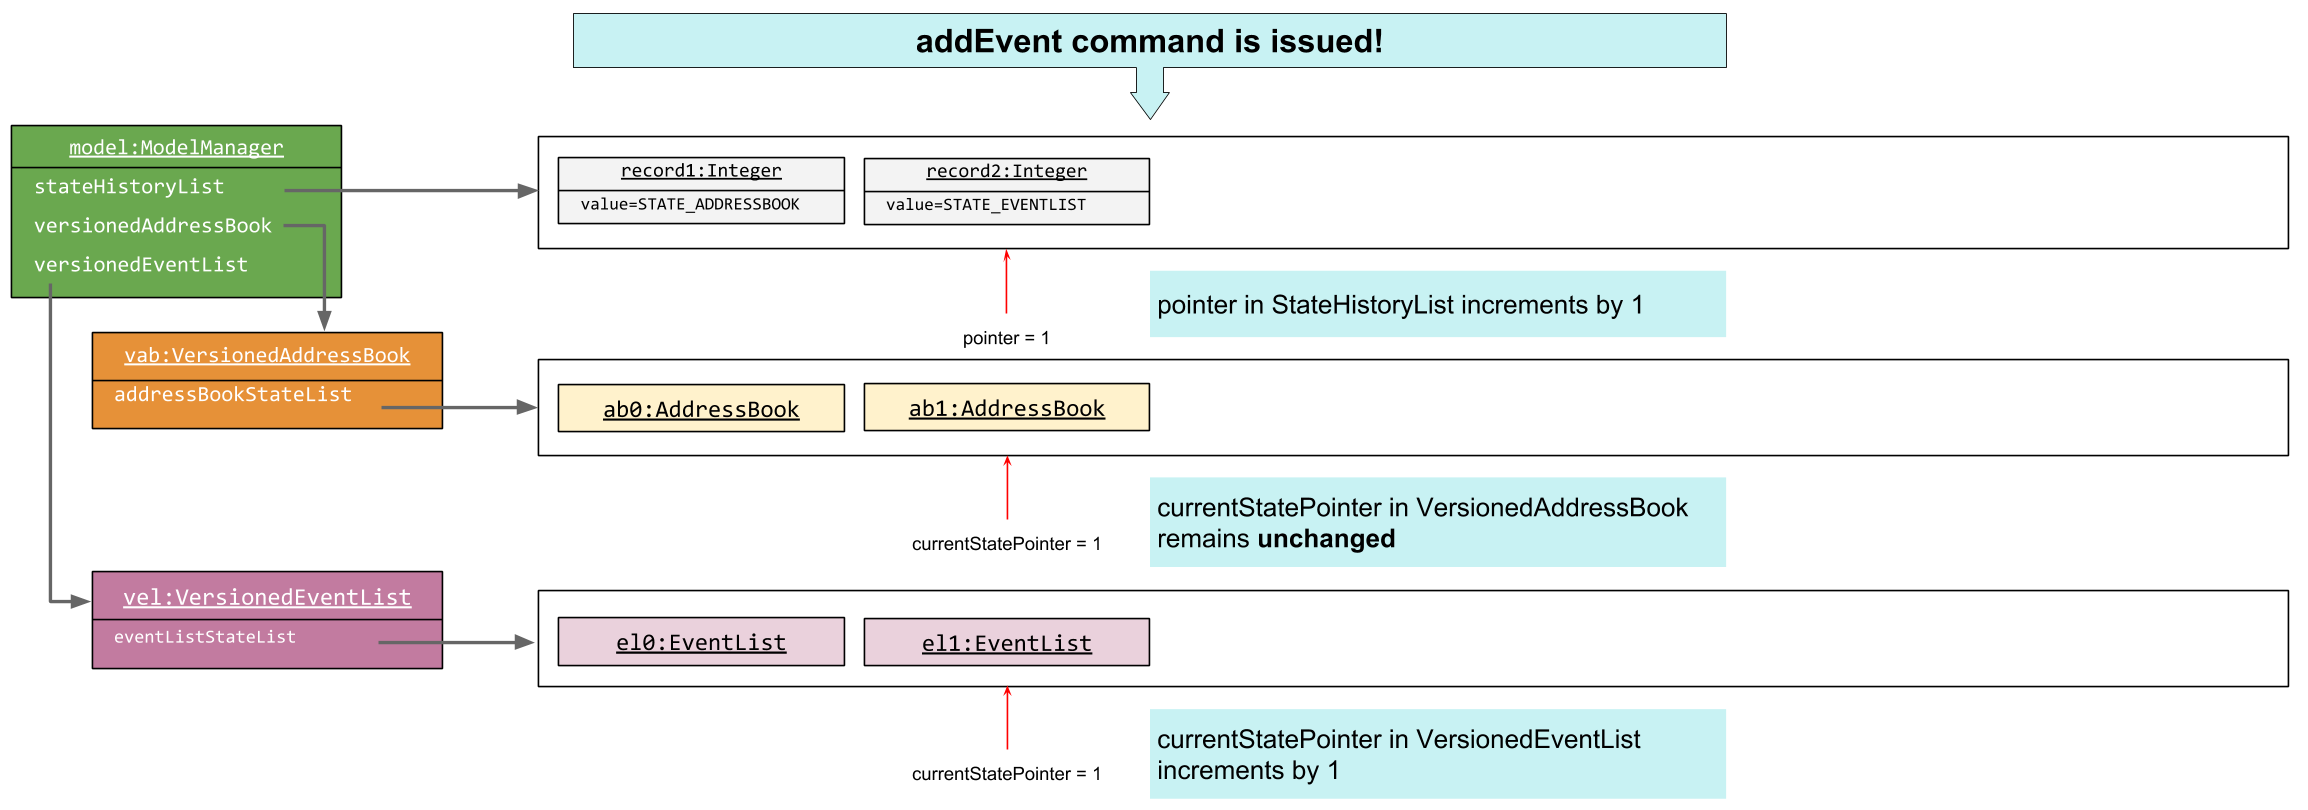 addEvent command is issued!
model:ModelManager
stateHistoryList
versionedAddressBook
versionedEventList
record1:Integer
value=STATE_ADDRESSBOOK
record2:Integer
value=STATE_EVENTLIST
pointer = 1
pointer in StateHistoryList increments by 1
vab:VersionedAddressBook
addressBookStateList
ab0:AddressBook
ab1:AddressBook
currentStatePointer = 1
currentStatePointer in VersionedAddressBook
remains unchanged
vel:VersionedEventList
eventListStateList
el0:EventList
el1:EventList
currentStatePointer = 1
currentStatePointer in VersionedEventList
increments by 1